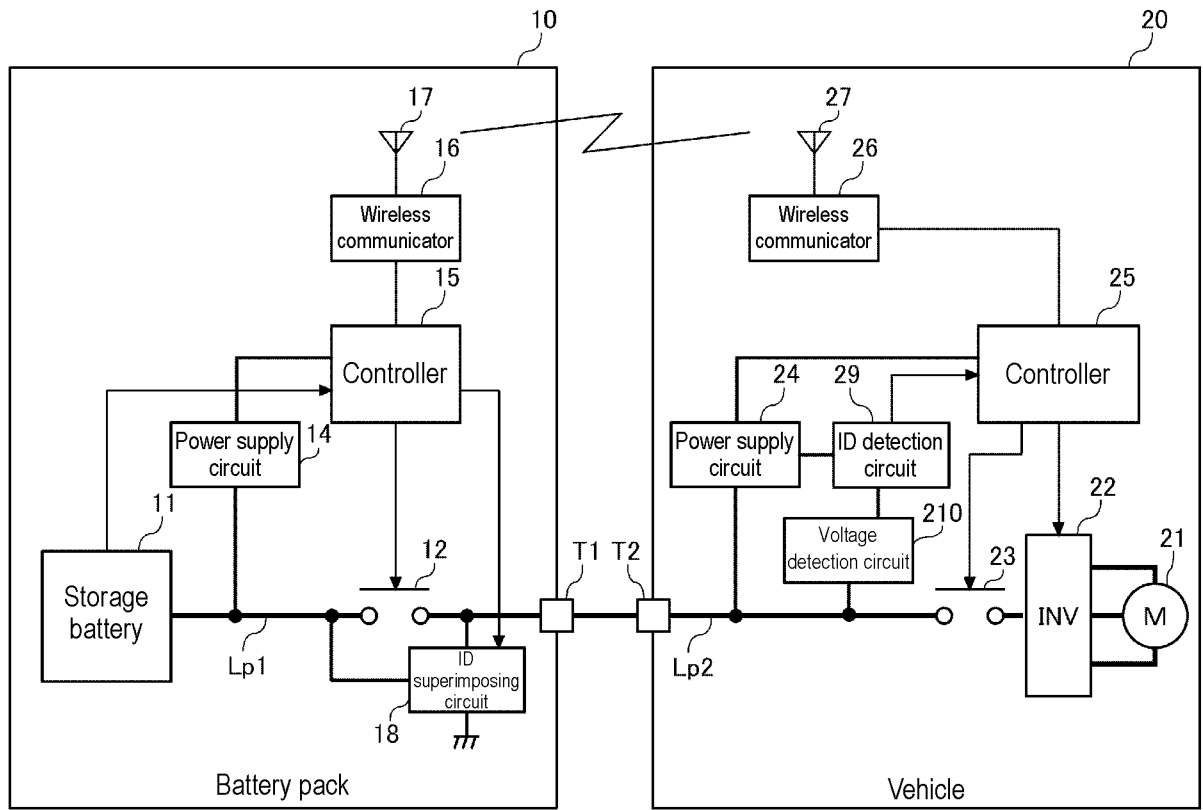 10
20
17
27
16
26
Wireless
communicator
Wireless
communicator
15
25
Controller
Controller
24
29
Power supply
circuit
14
Power supply
circuit
ID detection
circuit
22
11
12
T1
T2
Voltage
detection circuit
210
23
21
Storage
battery
INV
M
Lp1
Lp2
ID
superimposing
circuit
18
Battery pack
Vehicle